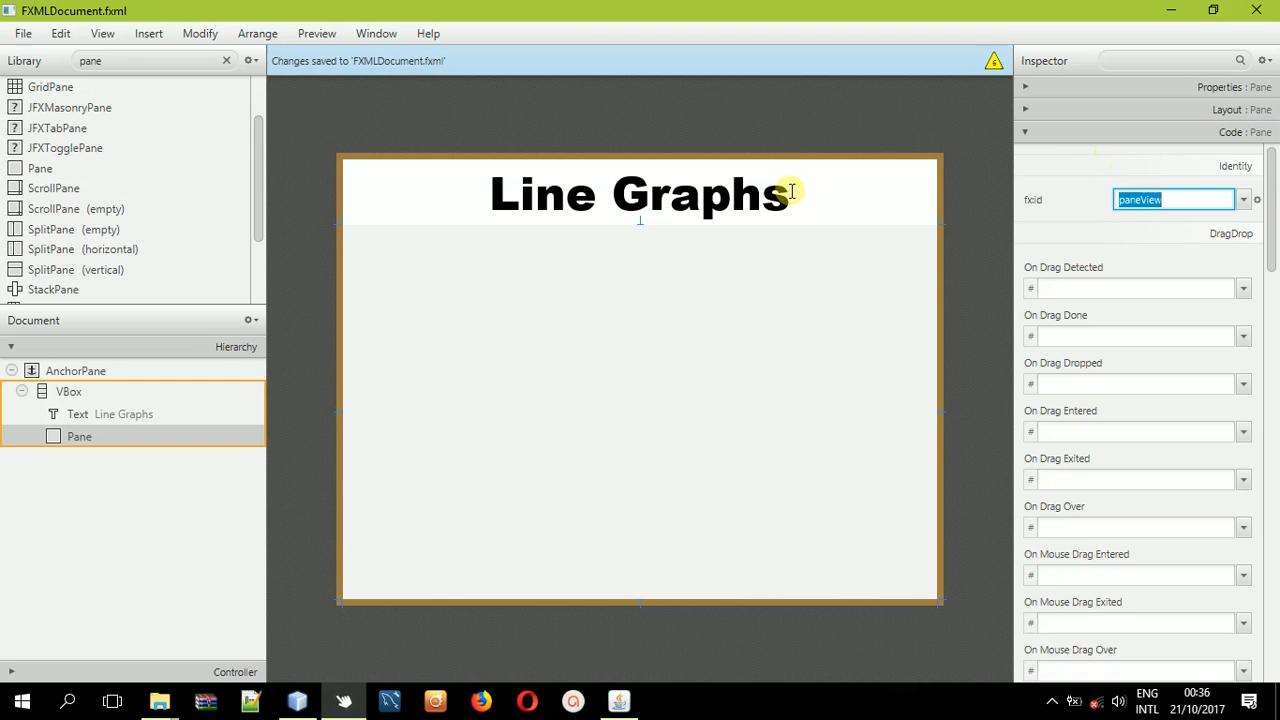 FXMLDocument.fxml
File Edit View Insert Modify Arrange Preview Window Help
Library
pane
GridPane
JFXMasonryPane
JFXTabPane
JFXTogglePane
Pane
ScrollPane
ScrollPane (empty)
SplitPane (empty)
SplitPane (horizontal)
SplitPane (vertical)
StackPane
Document
Hierarchy
AnchorPane
VBox
Text Line Graphs
Pane
Controller
Changes saved to 'FXMLDocument.fxml'
6
Line Graphs
Inspector
Properties : Pane
Layout : Pane
Code : Pane
Identity
fx:id
paneView
DragDrop
On Drag Detected
#
On Drag Done
#
On Drag Dropped
#
On Drag Entered
#
On Drag Exited
#
On Drag Over
#
On Mouse Drag Entered
#
On Mouse Drag Exited
#
On Mouse Drag Over
#
ENG
INTL
00:36
21/10/2017